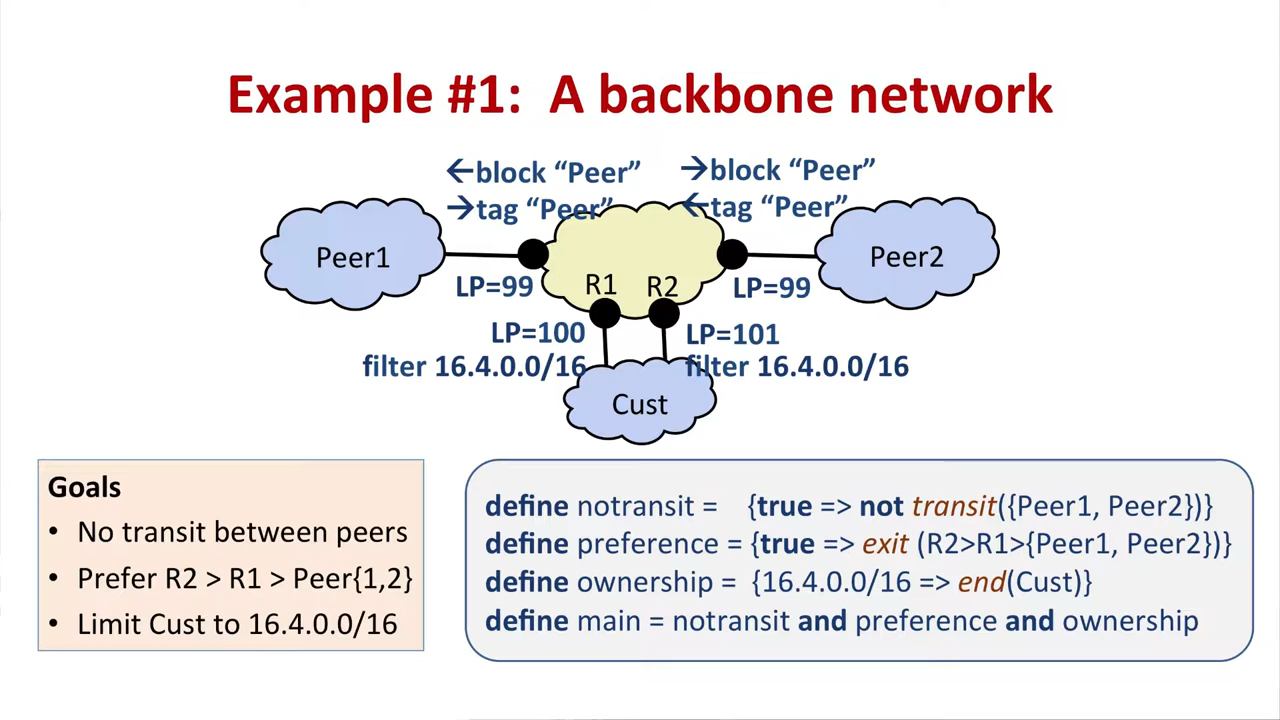 Example #1:  A backbone network
←block “Peer”
→block “Peer”
→tag “Peer”
←tag “Peer”
Peer1
Peer2
R1
R2
LP=99
LP=99
LP=100
LP=101
filter 16.4.0.0/16
filter 16.4.0.0/16
Cust
Goals
• No transit between peers
• Prefer R2 > R1 > Peer{1,2}
• Limit Cust to 16.4.0.0/16
define notransit = {true => not transit({Peer1, Peer2})}
define preference = {true => exit (R2>R1>{Peer1, Peer2})}
define ownership = {16.4.0.0/16 => end(Cust)}
define main = notransit and preference and ownership